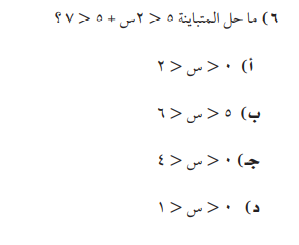 ٦) ما حل المتباينة ٥ < ٢س + ٥ < ٧ ؟
أ) ٠ < س < ٢
ب) ٥ < س < ٦
جـ) ٠ < س < ٤
د) ٠ < س < ١